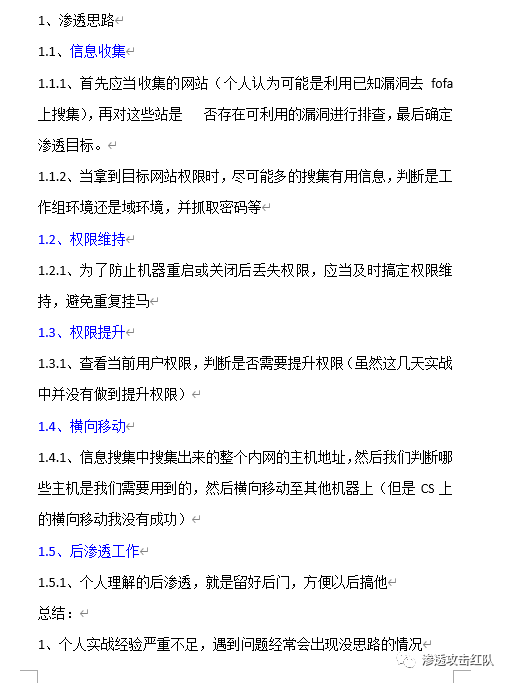 1、渗透思路
1.1、信息收集
1.1.1、首先应当收集的网站（个人认为可能是利用已知漏洞去 fofa
上搜集），再对这些站是 否存在可利用的漏洞进行排查，最后确定
渗透目标。
1.1.2、当拿到目标网站权限时，尽可能多的搜集有用信息，判断是工
作组环境还是域环境，并抓取密码等
1.2、权限维持
1.2.1、为了防止机器重启或关闭后丢失权限，应当及时搞定权限维
持，避免重复挂马
1.3、权限提升
1.3.1、查看当前用户权限，判断是否需要提升权限（虽然这几天实战
中并没有做到提升权限）
1.4、横向移动
1.4.1、信息搜集中搜集出来的整个内网的主机地址，然后我们判断哪
些主机是我们需要用到的，然后横向移动至其他机器上（但是 CS 上
的横向移动我没有成功）
1.5、后渗透工作
1.5.1、个人理解的后渗透，就是留好后门，方便以后搞他
总结：
1、个人实战经验严重不足，遇到问题经常会出现没思路的情况
渗透攻击红队